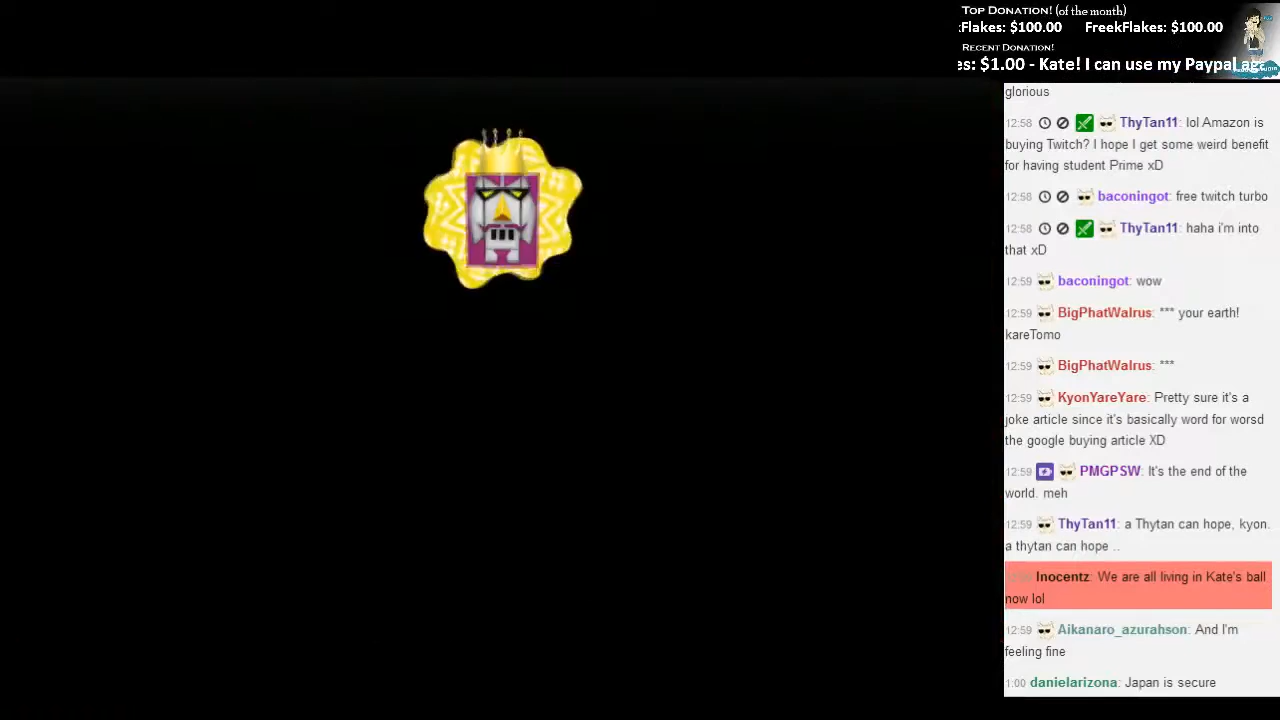 Top Donation! (of the month)
Flakes: $100.00 FreekFlakes: $100.00
Recent Donation!
es: $1.00 - Kate! I can use my Paypal aga
glorious
12:58 ThyTan11: lol Amazon is
buying Twitch? I hope I get some weird benefit
for having student Prime xD
12:58 baconingot: free twitch turbo
12:58 ThyTan11: haha i'm into
that xD
12:59 baconingot: wow
12:59 BigPhatWalrus: *** your earth!
kareTomo
12:59 BigPhatWalrus: ***
12:59 KyonYareYare: Pretty sure it's a
joke article since it's basically word for worsd
the google buying article XD
12:59 PMGPSW: It's the end of the
world. meh
12:59 ThyTan11: a Thytan can hope, kyon.
a thytan can hope ..
Inocentz: We are all living in Kate's ball
now lol
12:59 Aikanaro_azurahson: And I'm
feeling fine
1:00 danielarizona: Japan is secure